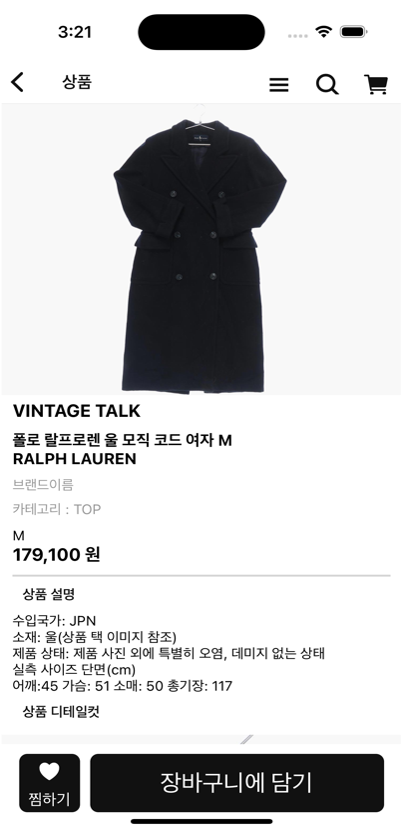 3:21
상품
VINTAGE TALK
폴로 랄프로렌 울 모직 코드 여자 M
RALPH LAUREN
브랜드이름
카테고리 : TOP
M
179,100 원
상품 설명
수입국가: JPN
소재: 울(상품 택 이미지 참조)
제품 상태: 제품 사진 외에 특별히 오염, 데미지 없는 상태
실측 사이즈 단면(cm)
어깨:45 가슴: 51 소매: 50 총기장: 117
상품 디테일컷
찜하기
장바구니에 담기